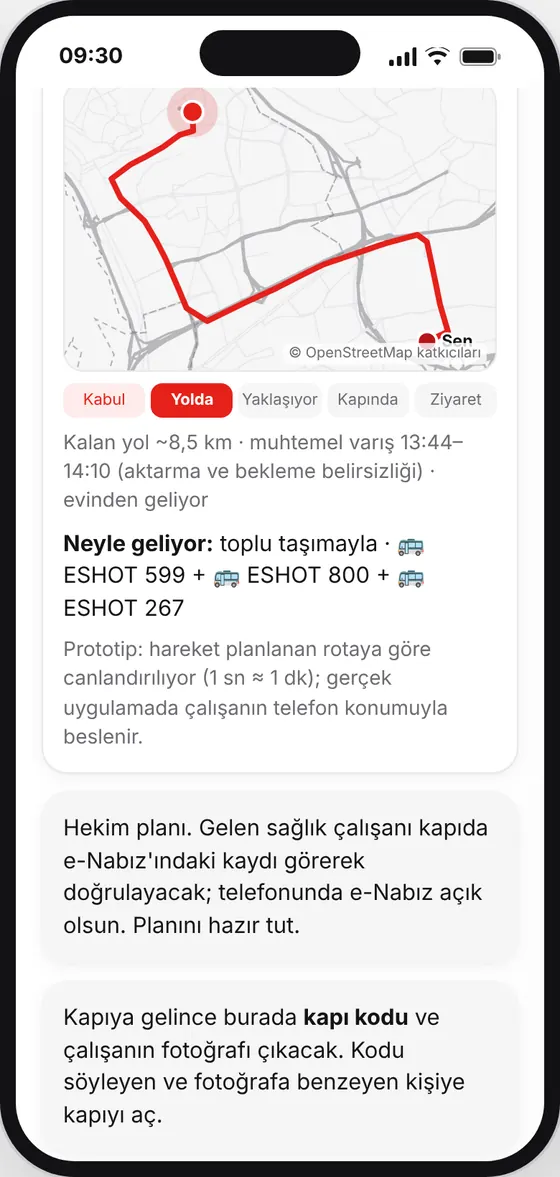 09:30
Sen
© OpenStreetMap katkıcıları
Kabul
Yolda
Yaklaşıyor
Kapında
Ziyaret
Kalan yol ~8,5 km · muhtemel varış 13:44–
14:10 (aktarma ve bekleme belirsizliği) ·
evinden geliyor
Neyle geliyor: toplu taşımayla · 🚌
ESHOT 599 + 🚌 ESHOT 800 + 🚌
ESHOT 267
Prototip: hareket planlanan rotaya göre
canlandırılıyor (1 sn ≈ 1 dk); gerçek
uygulamada çalışanın telefon konumuyla
beslenir.
Hekim planı. Gelen sağlık çalışanı kapıda
e-Nabız'ındaki kaydı görerek
doğrulayacak; telefonunda e-Nabız açık
olsun. Planını hazır tut.
Kapıya gelince burada kapı kodu ve
çalışanın fotoğrafı çıkacak. Kodu
söyleyen ve fotoğrafa benzeyen kişiye
kapıyı aç.